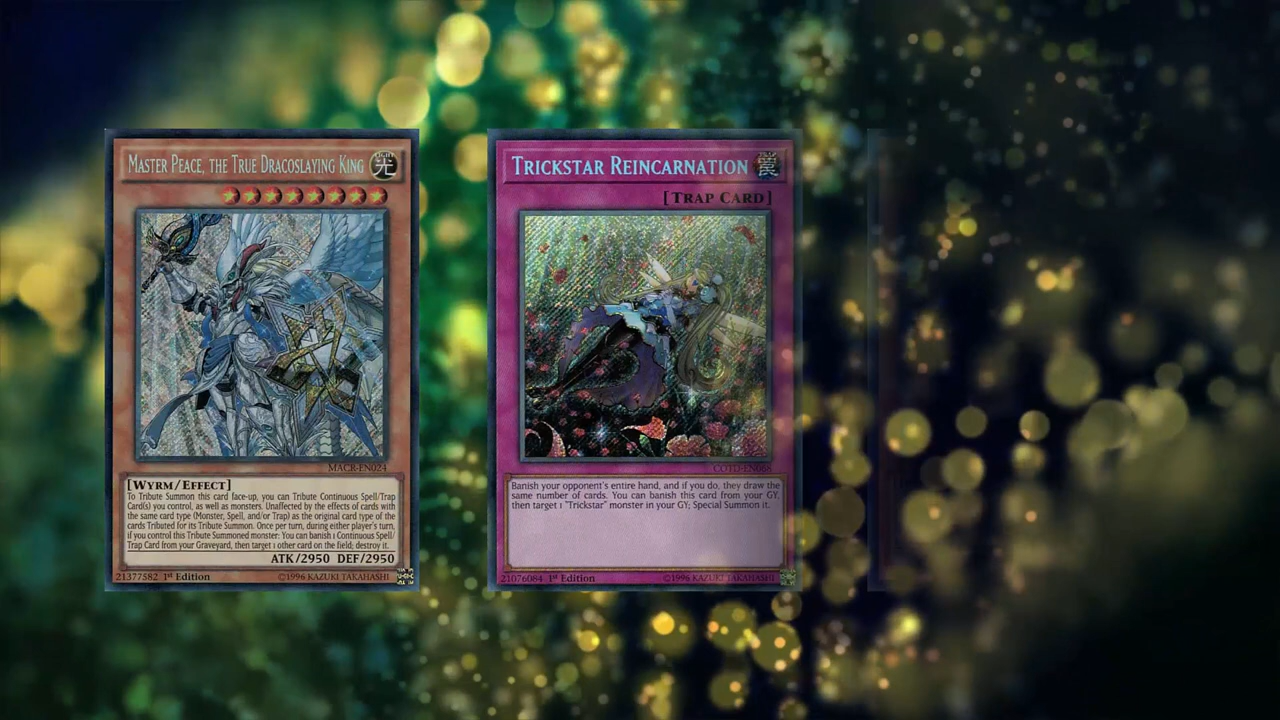 MASTER PEACE, THE TRUE DRACOSLAYING KING
光
MACR-EN024
[WYRM/EFFECT]
To Tribute Summon this card face-up, you can Tribute Continuous Spell/Trap
Card(s) you control, as well as monsters. Unaffected by the effects of cards with
the same card type (Monster, Spell, and/or Trap) as the original card type of the
cards Tributed for its Tribute Summon. Once per turn, during either player's turn,
if you control this Tribute Summoned monster: You can banish 1 Continuous Spell/
Trap Card from your Graveyard, then target 1 other card on the field; destroy it.
ATK/2950 DEF/2950
21377582 1st Edition ©1996 KAZUKI TAKAHASHI
TRICKSTAR REINCARNATION
罠
[TRAP CARD]
COTD-EN068
Banish your opponent's entire hand, and if you do, they draw the
same number of cards. You can banish this card from your GY,
then target 1 "Trickstar" monster in your GY; Special Summon it.
21076084 1st Edition ©1996 KAZUKI TAKAHASHI